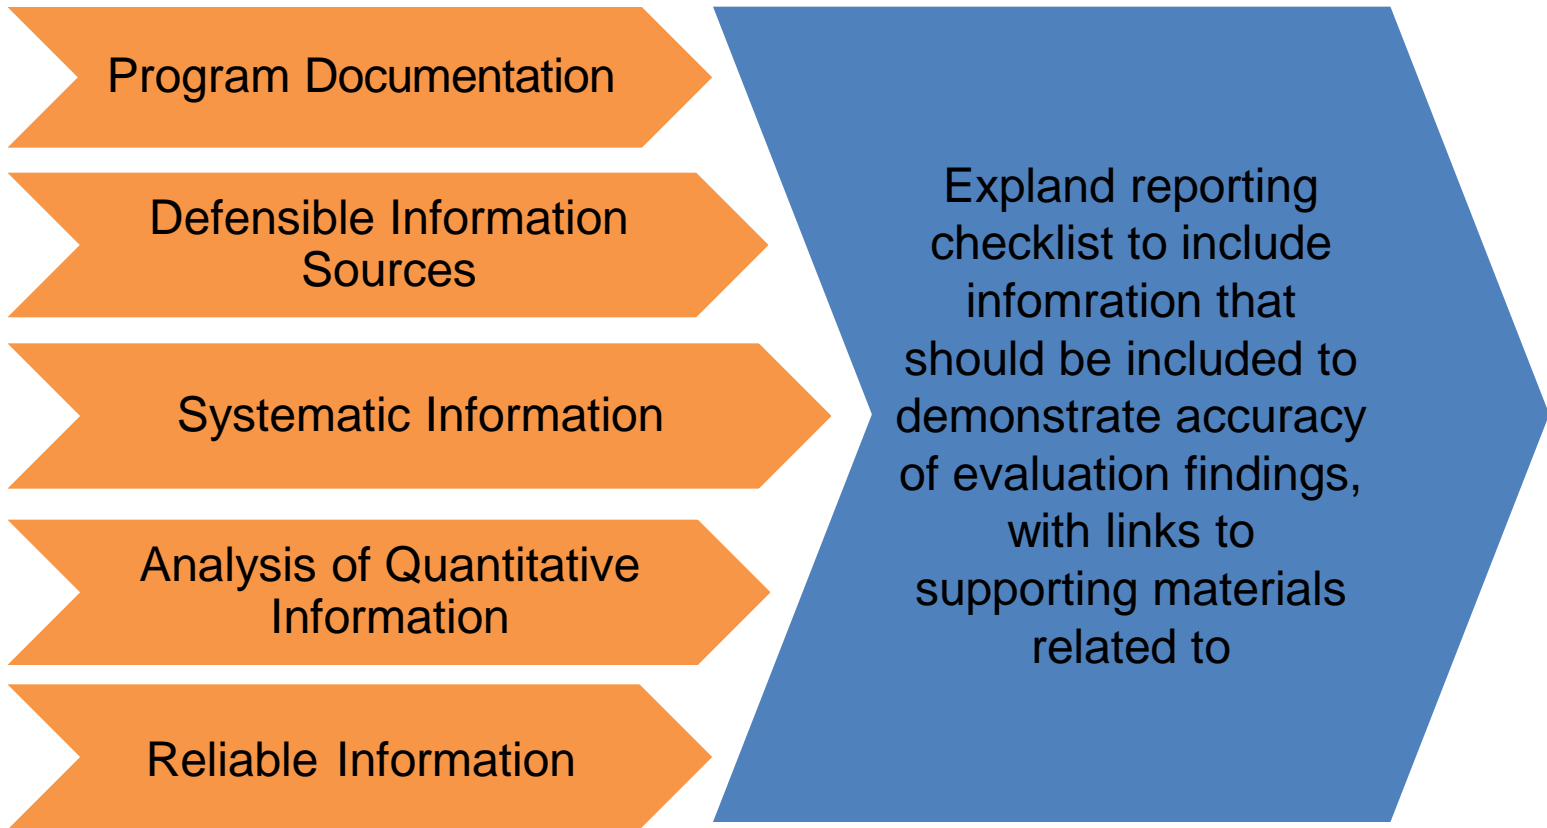 Program Documentation
Defensible Information
Sources
Systematic Information
Analysis of Quantitative
Information
Reliable Information
Expland reporting
checklist to include
infomration that
should be included to
demonstrate accuracy
of evaluation findings,
with links to
supporting materials
related to